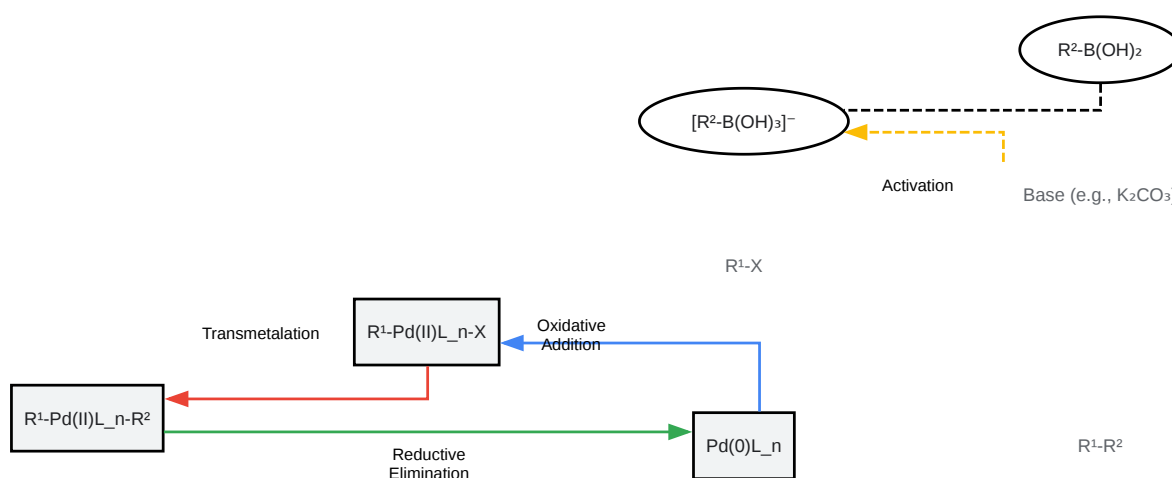 R²-B(OH)₂
[R²-B(OH)₃]⁻
Activation
Base (e.g., K₂CO₃)
R¹-X
R¹-Pd(II)L_n-X
Oxidative
Addition
Transmetalation
R¹-Pd(II)L_n-R²
Pd(0)L_n
Reductive
Elimination
R¹-R²